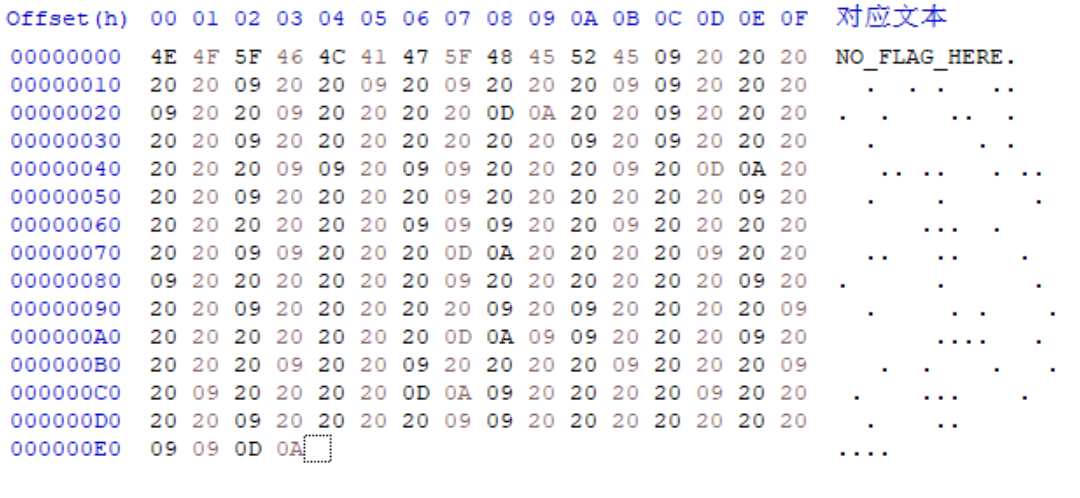 Offset(h) 00 01 02 03 04 05 06 07 08 09 0A 0B 0C 0D 0E 0F 对应文本
00000000 4E 4F 5F 46 4C 41 47 5F 48 45 52 45 09 20 20 20 NO_FLAG_HERE.
00000010 20 20 09 20 20 09 20 09 20 20 20 09 09 20 20 20 . . . ..
00000020 09 20 20 09 20 20 20 20 0D 0A 20 20 09 20 20 20 . . .. .
00000030 20 20 09 20 20 20 20 20 20 20 09 20 09 20 20 20 . . .
00000040 20 20 20 09 09 20 09 09 20 20 20 09 20 0D 0A 20 .. .. . ..
00000050 20 20 09 20 20 20 20 09 20 20 20 20 20 20 09 20 . . .
00000060 20 20 20 20 20 20 09 09 09 20 20 09 20 20 20 20 ... .
00000070 20 20 09 09 20 20 20 0D 0A 20 20 20 20 09 20 20 .. .. .
00000080 09 20 20 20 20 20 20 09 20 20 20 20 20 20 09 20 . . .
00000090 20 20 09 20 20 20 20 20 09 20 09 20 20 20 20 09 . . . .
000000A0 20 20 20 20 20 20 20 0D 0A 09 09 20 20 20 09 20 .... .
000000B0 20 20 20 09 20 20 09 20 20 20 20 09 20 20 20 09 . . . .
000000C0 20 09 20 20 20 20 0D 0A 09 20 20 20 20 09 20 20 . ... .
000000D0 20 20 09 20 20 20 20 09 09 20 20 20 20 20 20 20 . ..
000000E0 09 09 0D 0A ....